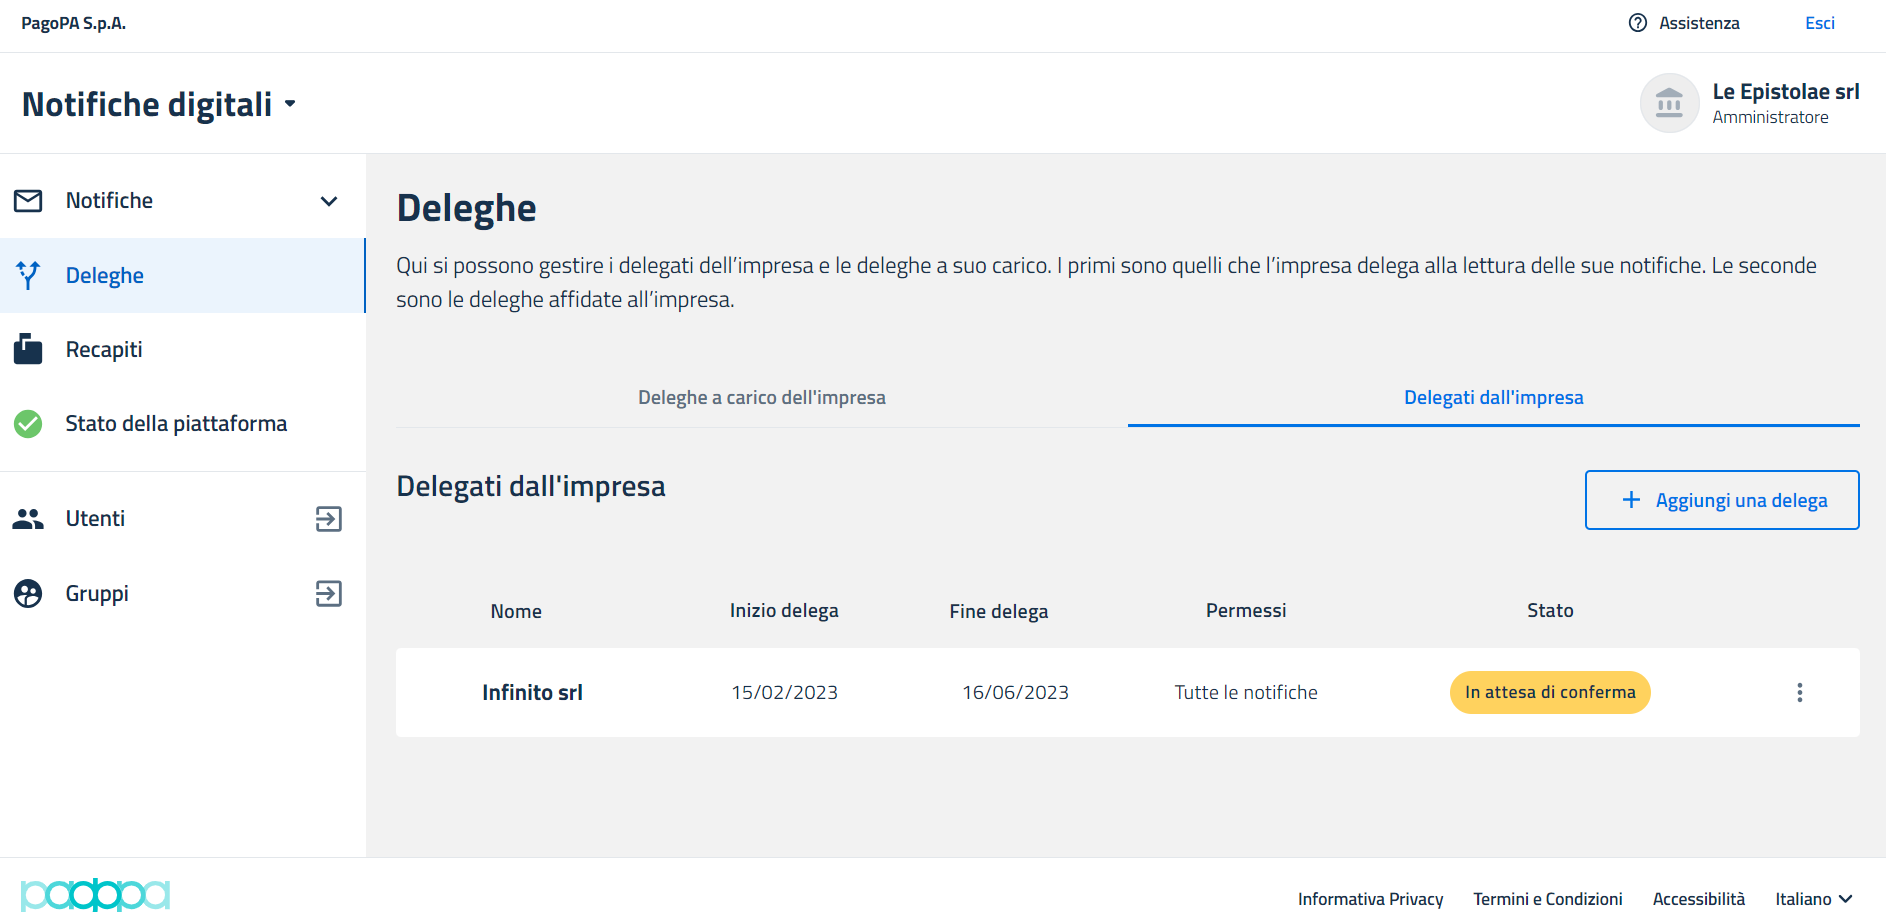 PagoPA S.p.A.
Assistenza
Esci
Notifiche digitali
Le Epistolae srl
Amministratore
Notifiche
Deleghe
Recapiti
Stato della piattaforma
Utenti
Gruppi
Deleghe
Qui si possono gestire i delegati dell’impresa e le deleghe a suo carico. I primi sono quelli che l’impresa delega alla lettura delle sue notifiche. Le seconde
sono le deleghe affidate all’impresa.
Deleghe a carico dell'impresa
Delegati dall'impresa
Delegati dall'impresa
Aggiungi una delega
Nome Inizio delega Fine delega Permessi Stato
Infinito srl 15/02/2023 16/06/2023 Tutte le notifiche In attesa di conferma
pagopa
Informativa Privacy Termini e Condizioni Accessibilità Italiano